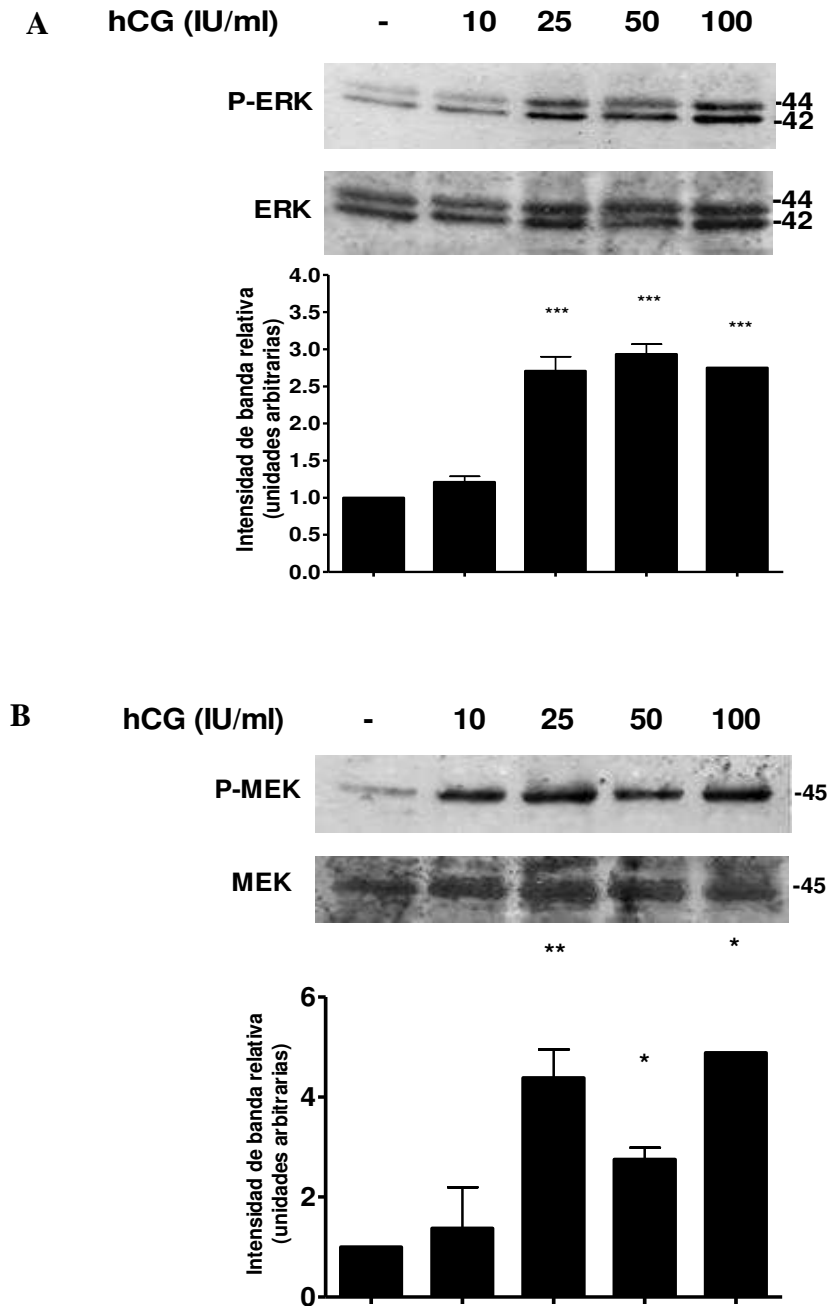 A hCG (IU/ml) - 10 25 50 100
P-ERK -44
-42
ERK -44
-42
Intensidad de banda relativa
(unidades arbitrarias)
4.0
3.5
3.0
2.5
2.0
1.5
1.0
0.5
0.0
*** *** ***
B hCG (IU/ml) - 10 25 50 100
P-MEK -45
MEK -45
** *
Intensidad de banda relativa
(unidades arbitrarias)
6
4
2
0
*